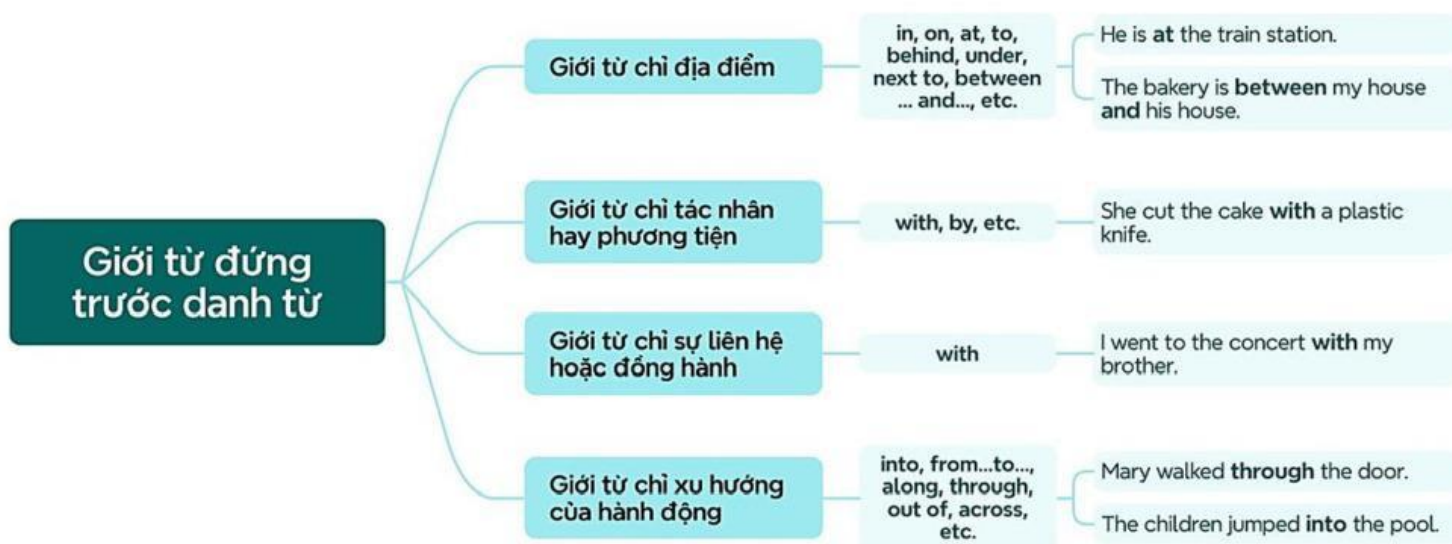 Giới từ đứng
trước danh từ
Giới từ chỉ địa điểm
in, on, at, to,
behind, under,
next to, between
... and..., etc.
He is at the train station.
The bakery is between my house
and his house.
Giới từ chỉ tác nhân
hay phương tiện
with, by, etc.
She cut the cake with a plastic
knife.
Giới từ chỉ sự liên hệ
hoặc đồng hành
with
I went to the concert with my
brother.
Giới từ chỉ xu hướng
của hành động
into, from...to...,
along, through,
out of, across,
etc.
Mary walked through the door.
The children jumped into the pool.